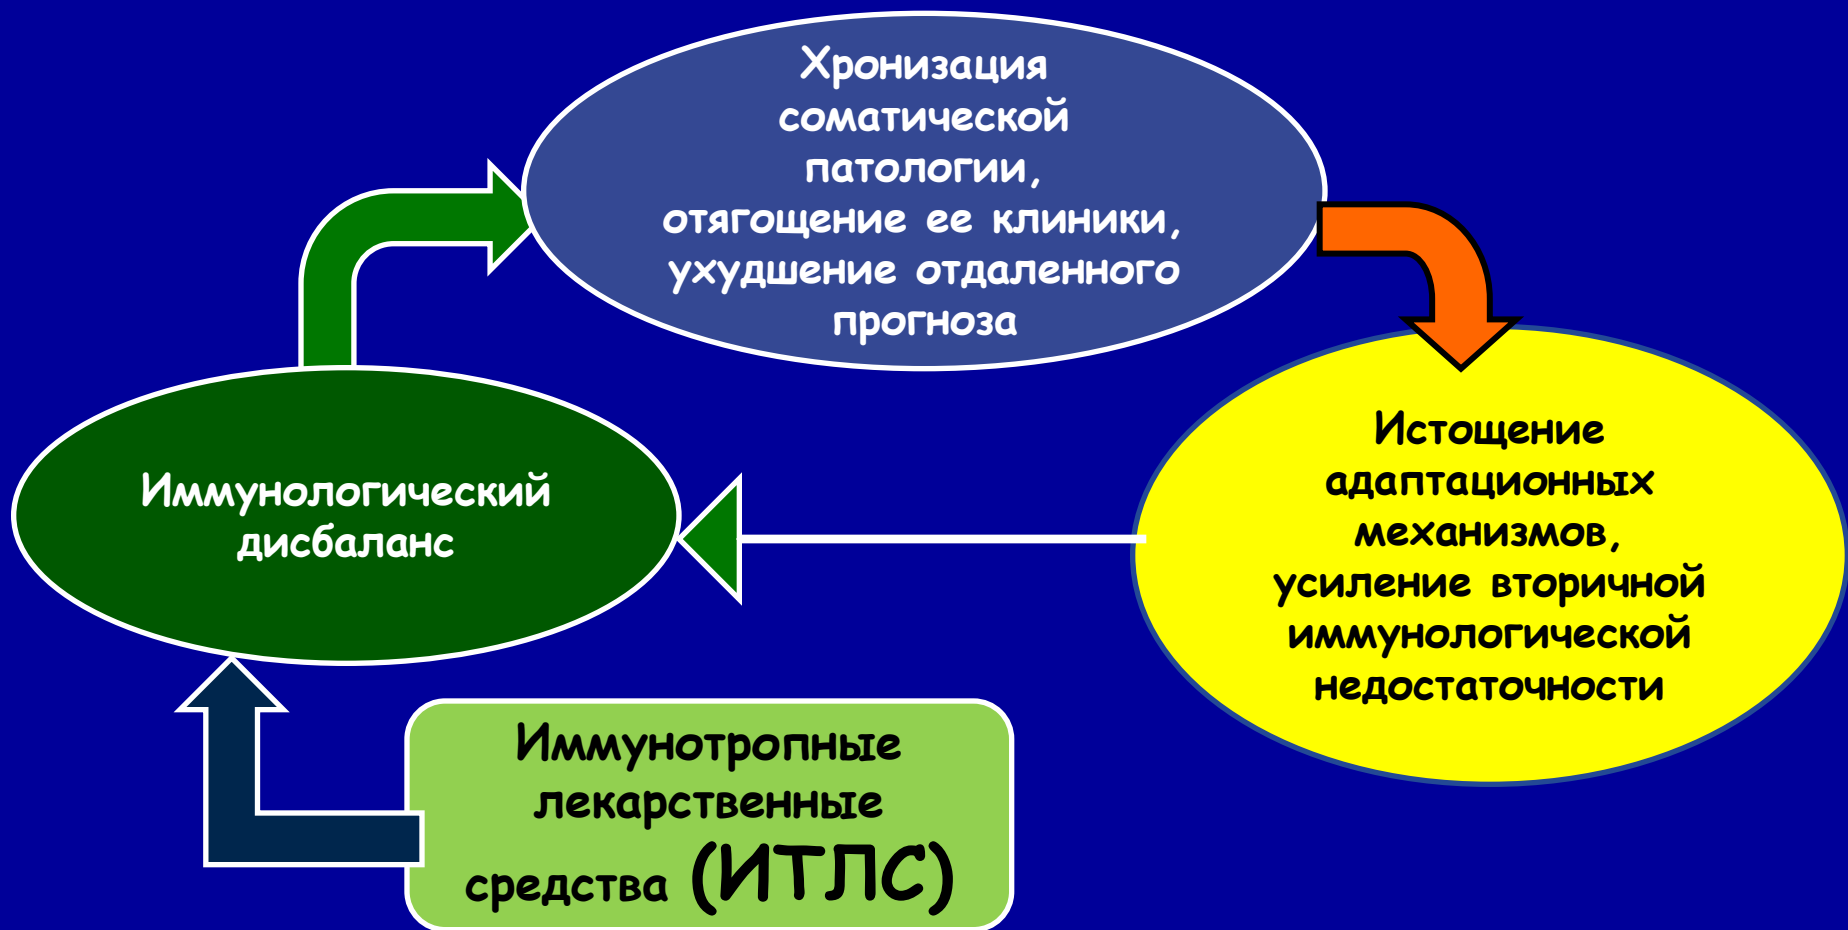 Хронизация
соматической
патологии,
отягощение ее клиники,
ухудшение отдаленного
прогноза
Иммунологический
дисбаланс
Истощение
адаптационных
механизмов,
усиление вторичной
иммунологической
недостаточности
Иммунотропные
лекарственные
средства (ИТЛС)